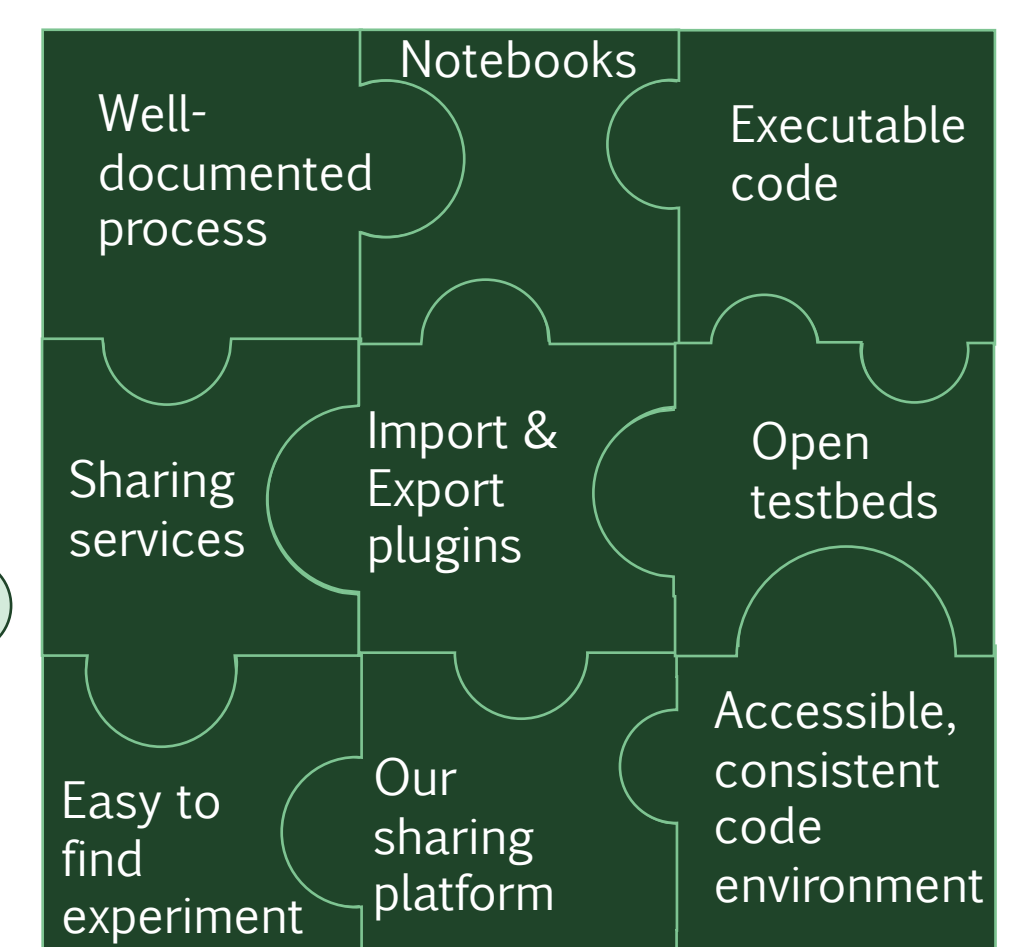 Notebooks
Well-
documented
process
Executable
code
Sharing
services
Import &
Export
plugins
Open
testbeds
Easy to
find
experiment
Our
sharing
platform
Accessible,
consistent
code
environment